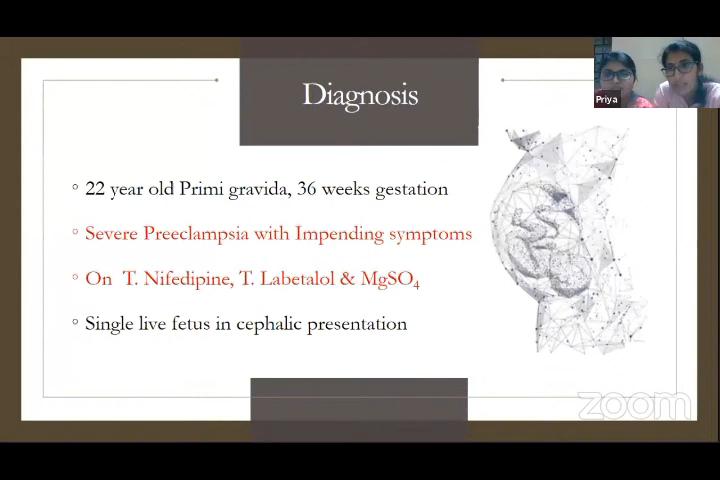 Diagnosis
Priya
◦ 22 year old Primi gravida, 36 weeks gestation
◦ Severe Preeclampsia with Impending symptoms
◦ On T. Nifedipine, T. Labetalol & MgSO₄
◦ Single live fetus in cephalic presentation
zoom